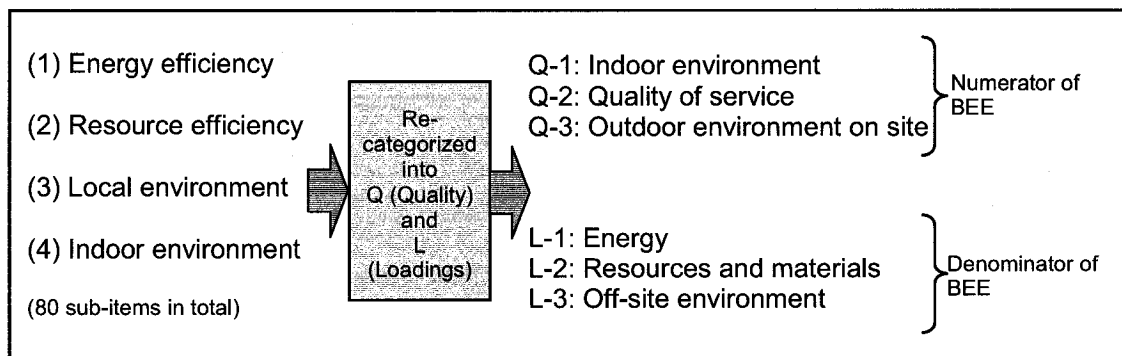 (1) Energy efficiency
(2) Resource efficiency
(3) Local environment
(4) Indoor environment
(80 sub-items in total)
Re-
categorized
into
Q (Quality)
and
L
(Loadings)
Q-1: Indoor environment
Q-2: Quality of service
Q-3: Outdoor environment on site
Numerator of
BEE
L-1: Energy
L-2: Resources and materials
L-3: Off-site environment
Denominator of
BEE